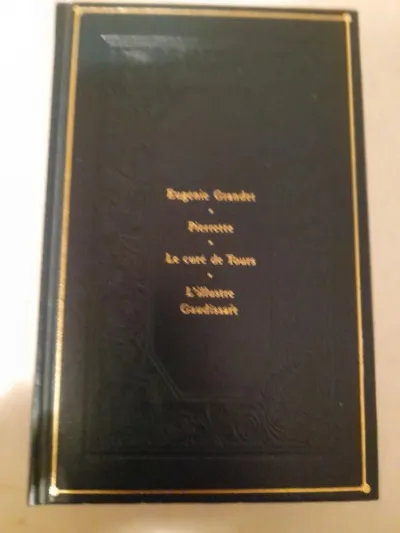 Eugénie Grandet
Pierrette
Le curé de Tours
L'illustre
Gaudissart